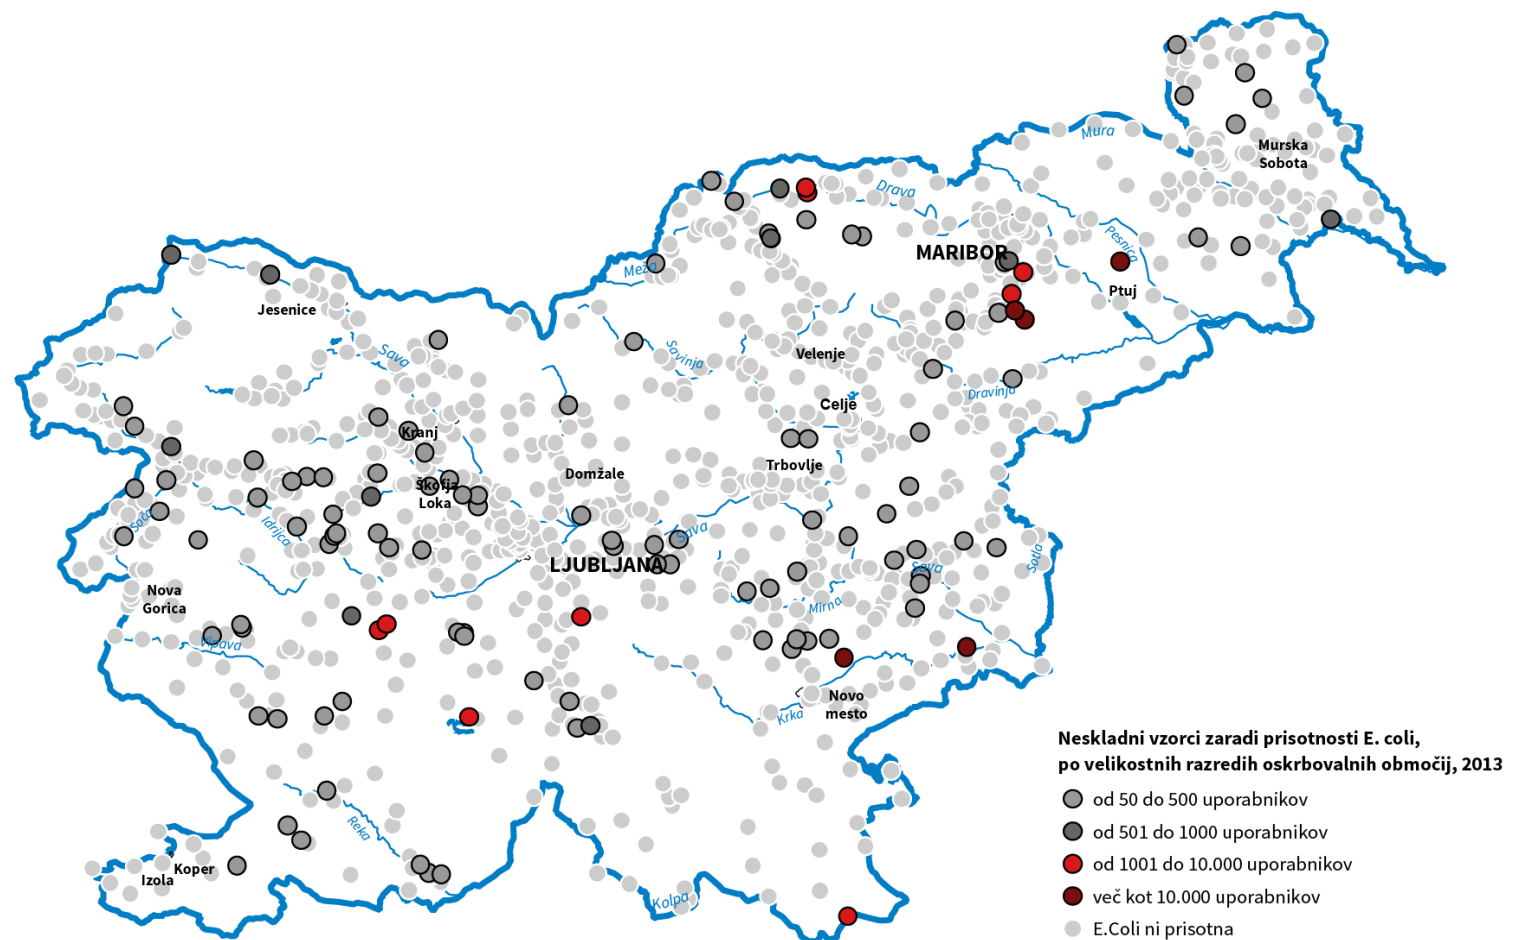 Mura
Murska
Sobota
Drava
Pesnica
MARIBOR
Meža
Ptuj
Jesenice
Sava
Savinja
Velenje
Dravinja
Celje
Kranj
Trbovlje
Domžale
Škofja
Loka
Soča
Idrijca
Sava
LJUBLJANA
Sotla
Sava
Nova
Gorica
Mirna
Vipava
Novo
mesto
Krka
Neskladni vzorci zaradi prisotnosti E. coli,
po velikostnih razredih oskrbovalnih območij, 2013
od 50 do 500 uporabnikov
od 501 do 1000 uporabnikov
od 1001 do 10.000 uporabnikov
več kot 10.000 uporabnikov
E.Coli ni prisotna
Reka
Koper
Izola
Kolpa